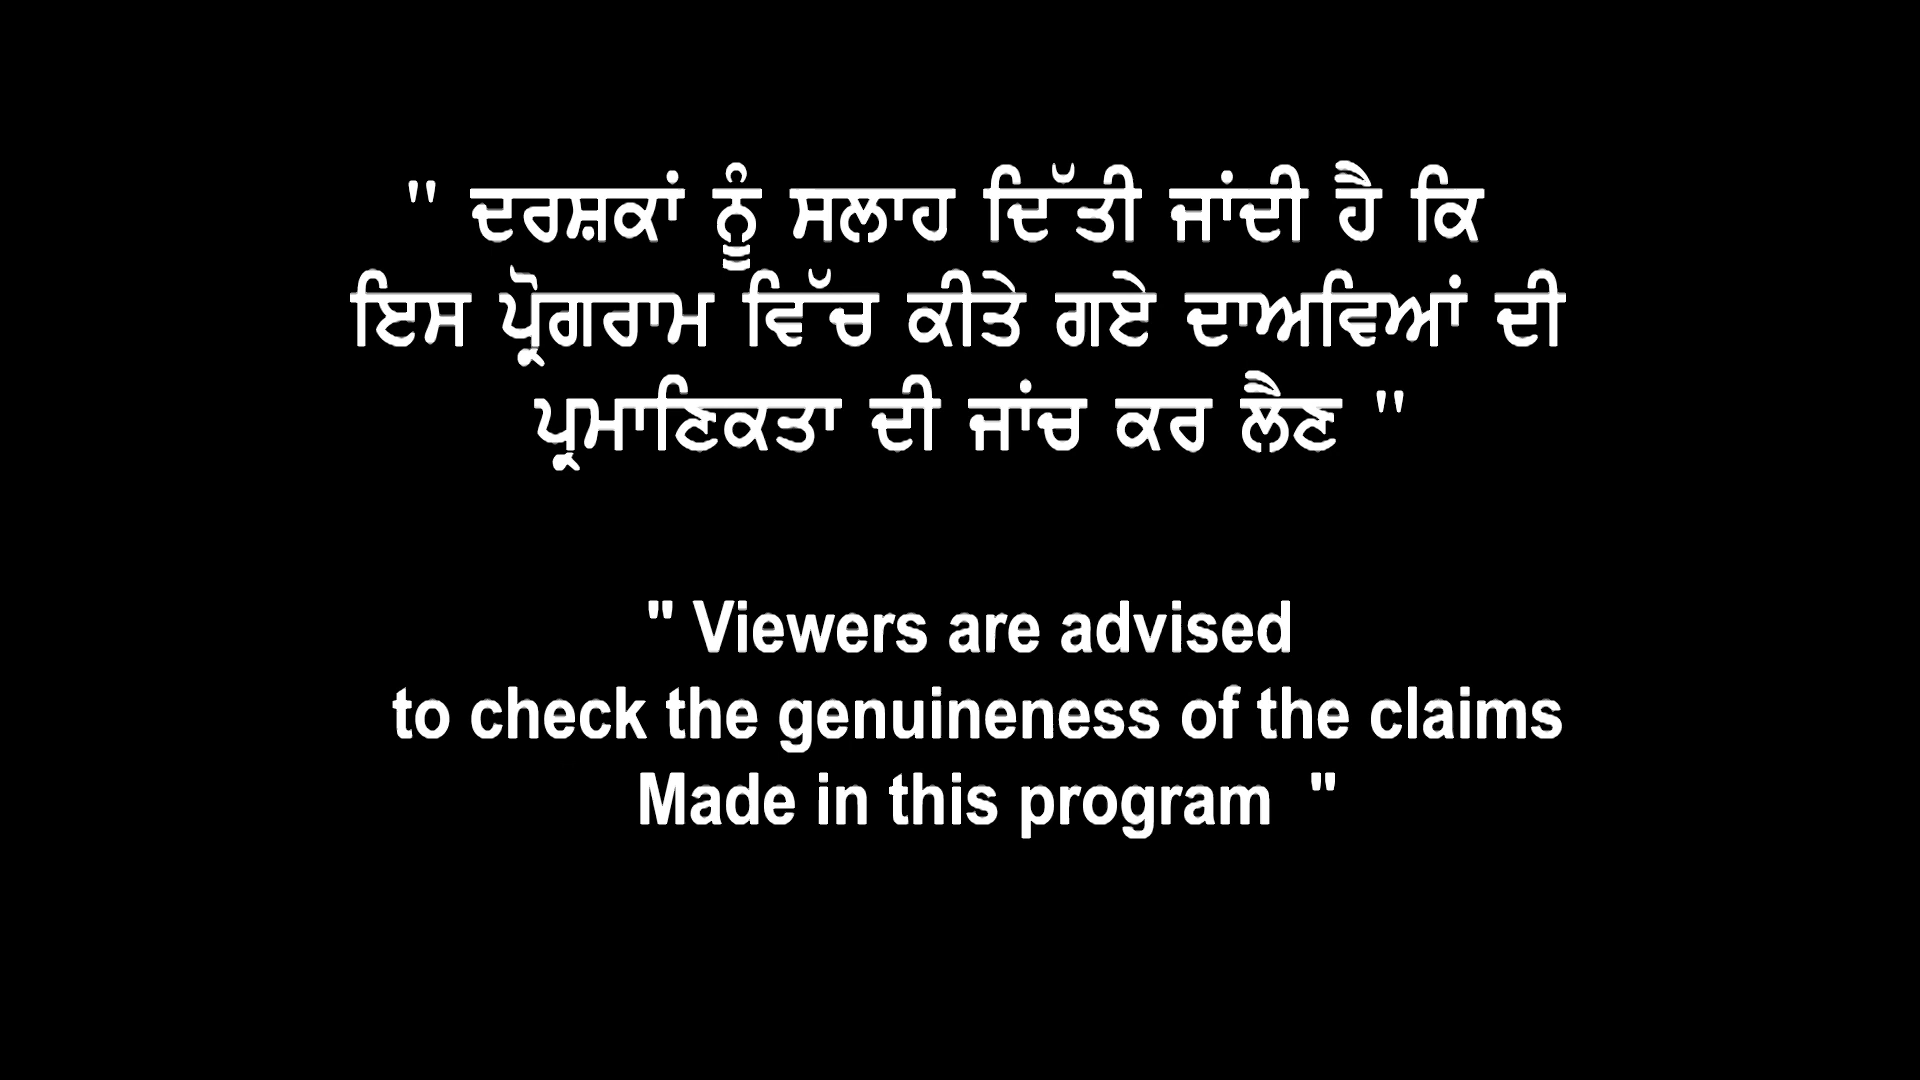 " ਦਰਸ਼ਕਾਂ ਨੂੰ ਸਲਾਹ ਦਿੱਤੀ ਜਾਂਦੀ ਹੈ ਕਿ
ਇਸ ਪ੍ਰੋਗਰਾਮ ਵਿੱਚ ਕੀਤੇ ਗਏ ਦਾਅਵਿਆਂ ਦੀ
ਪ੍ਰਮਾਣਿਕਤਾ ਦੀ ਜਾਂਚ ਕਰ ਲੈਣ "
" Viewers are advised
to check the genuineness of the claims
Made in this program "